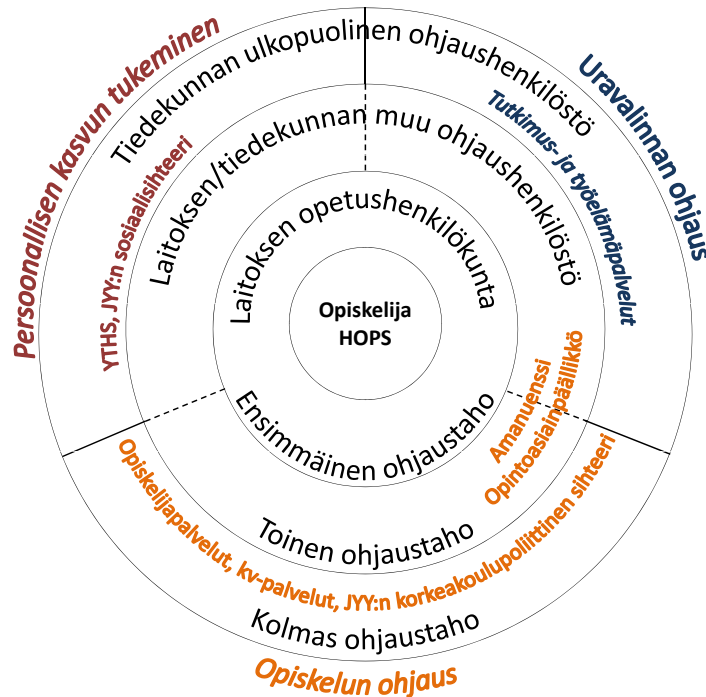 Persoonallisen kasvun tukeminen
Uravalinnan ohjaus
Tiedekunnan ulkopuolinen ohjaushenkilöstö
YTHS, JYY:n sosiaalisihteeri
Tutkimus- ja työelämäpalvelut
Laitoksen/tiedekunnan muu ohjaushenkilöstö
Laitoksen opetushenkilökunta
Opiskelija
HOPS
Ensimmäinen ohjaustaho
Amanuenssi
Opintoasiainpäällikkö
Toinen ohjaustaho
Opiskelijapalvelut, kv-palvelut, JYY:n korkeakoulupoliittinen sihteeri
Kolmas ohjaustaho
Opiskelun ohjaus